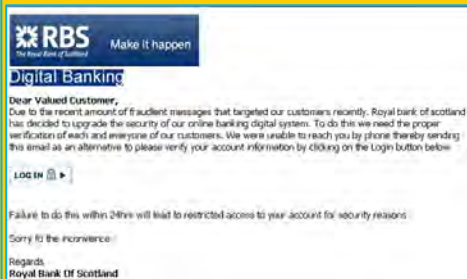 RBS
The Royal Bank of Scotland
Make it happen
Digital Banking
Dear Valued Customer,
Due to the recent amount of fraudlent messages that targeted our customers recently. Royal bank of scotland
has decided to upgrade the security of our online banking digital system. To do this we need the proper
verification of each and everyone of our customers. We were unable to reach you by phone thereby sending
this email as an alternative to please verify your account information by clicking on the Login button below
LOG IN
Failure to do this within 24hrs will lead to restricted access to your account for security reasons
Sorry the inconvenience
Regards
Royal Bank Of Scotland